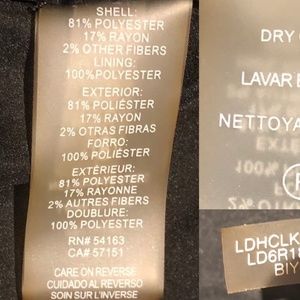 SHELL:
81% POLYESTER
17% RAYON
2% OTHER FIBERS
LINING:
100%POLYESTER
EXTERIOR:
81% POLIÉSTER
17% RAYON
2% OTRAS FIBRAS
FORRO:
100% POLIÉSTER
EXTÉRIEUR:
81% POLYESTER
17% RAYONNE
2% AUTRES FIBRES
DOUBLURE:
100% POLYESTER
RN# 54163
CA# 57151
CARE ON REVERSE
CUIDADO AL REVERSO
SOIN SUR L'INVERSE
DRY
LAVAR
NETTOYA
LDHCLK
LD6R18
BIY